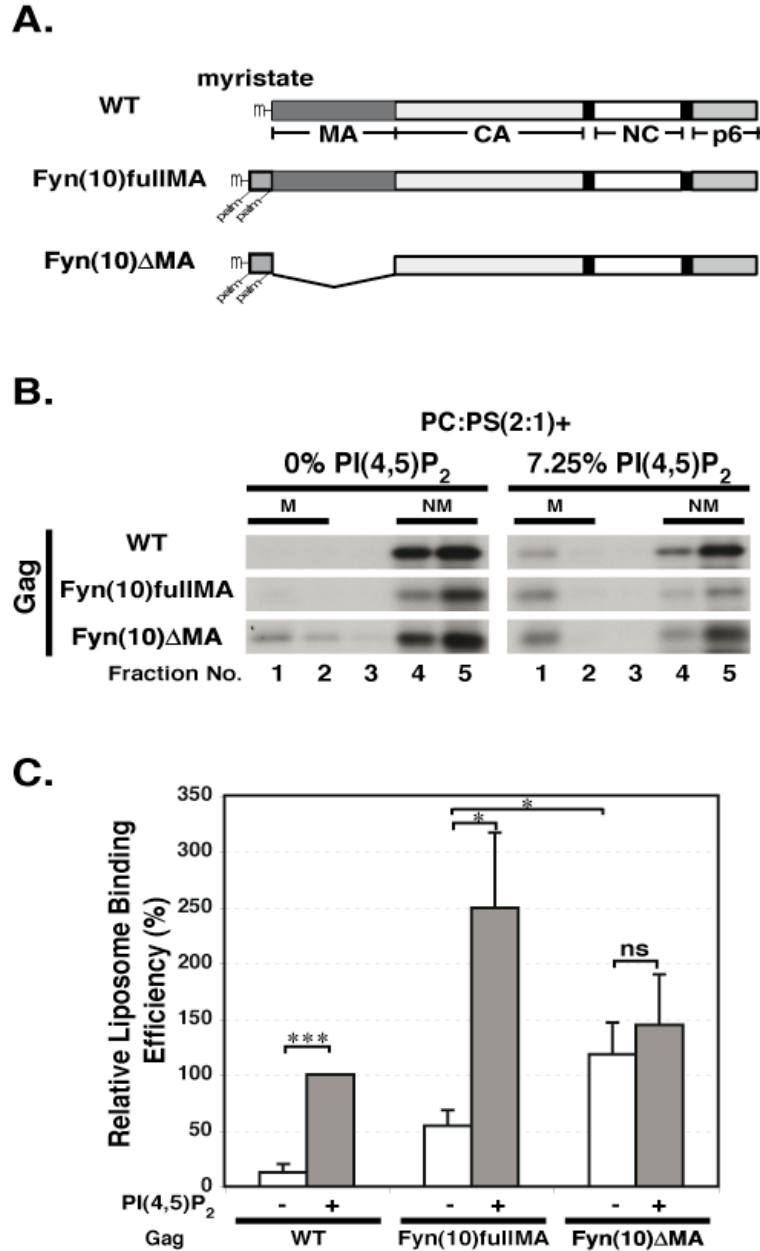 A.
myristate
WT m
MA CA NC p6
Fyn(10)fullMA m
palm palm
Fyn(10)ΔMA m
palm palm
B.
PC:PS(2:1)+
0% PI(4,5)P2 7.25% PI(4,5)P2
M NM M NM
Gag
WT
Fyn(10)fullMA
Fyn(10)ΔMA
Fraction No. 1 2 3 4 5 1 2 3 4 5
C.
Relative Liposome Binding
Efficiency (%)
350
300
250
200
150
100
50
0
***
*
*
ns
PI(4,5)P2 - + - + - +
Gag WT Fyn(10)fullMA Fyn(10)ΔMA